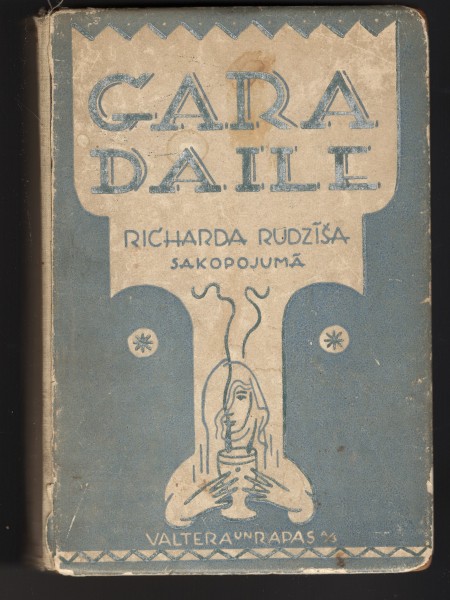 GARA
DAILE
RICHARDA RUDZĪŠA
SAKOPOJUMĀ
VALTERA UN RAPAS A/S